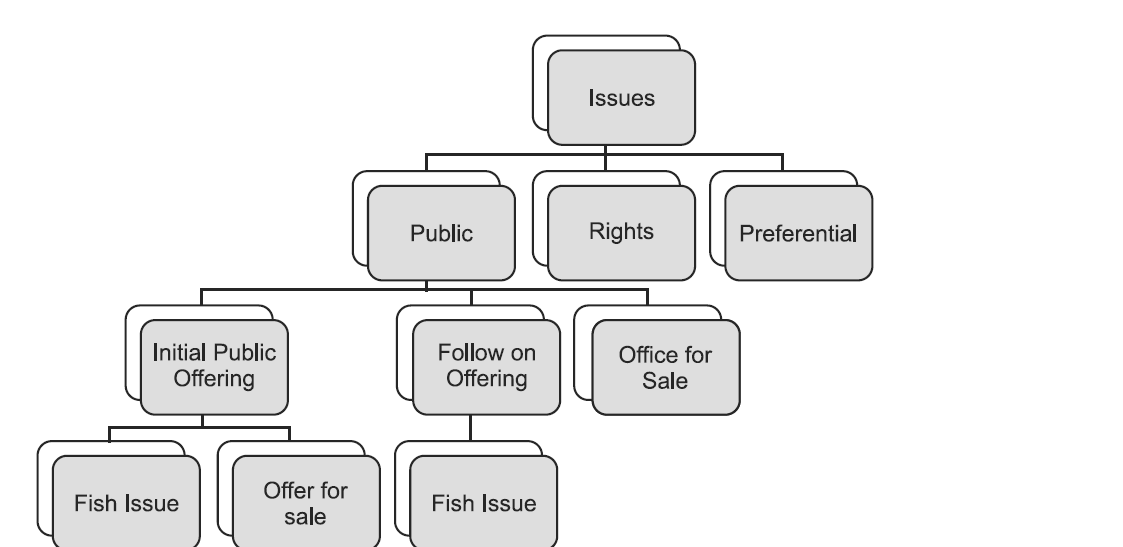 Issues
Public
Rights
Preferential
Initial Public
Offering
Follow on
Offering
Office for
Sale
Fish Issue
Offer for
sale
Fish Issue